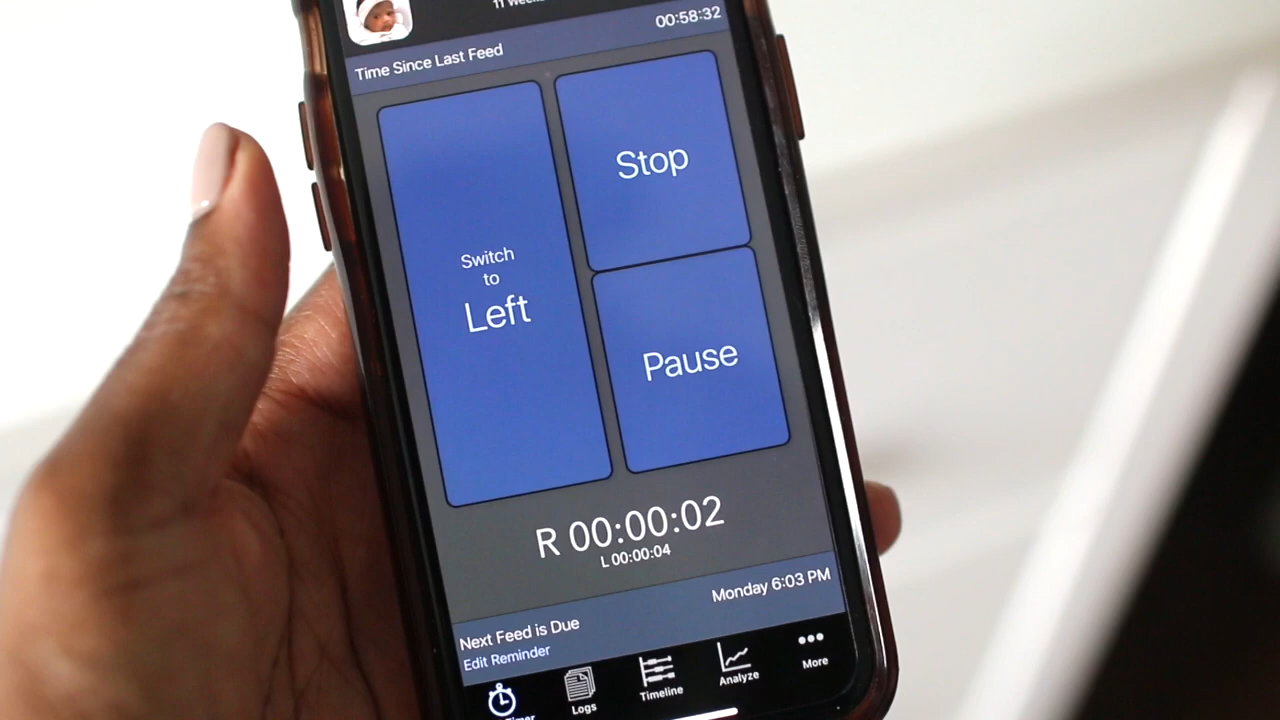 00:58:32
Time Since Last Feed
Switch
to
Left
Stop
Pause
R 00:00:02
L 00:00:04
Monday 6:03 PM
Next Feed is Due
Edit Reminder
Logs
Timeline
Analyze
More